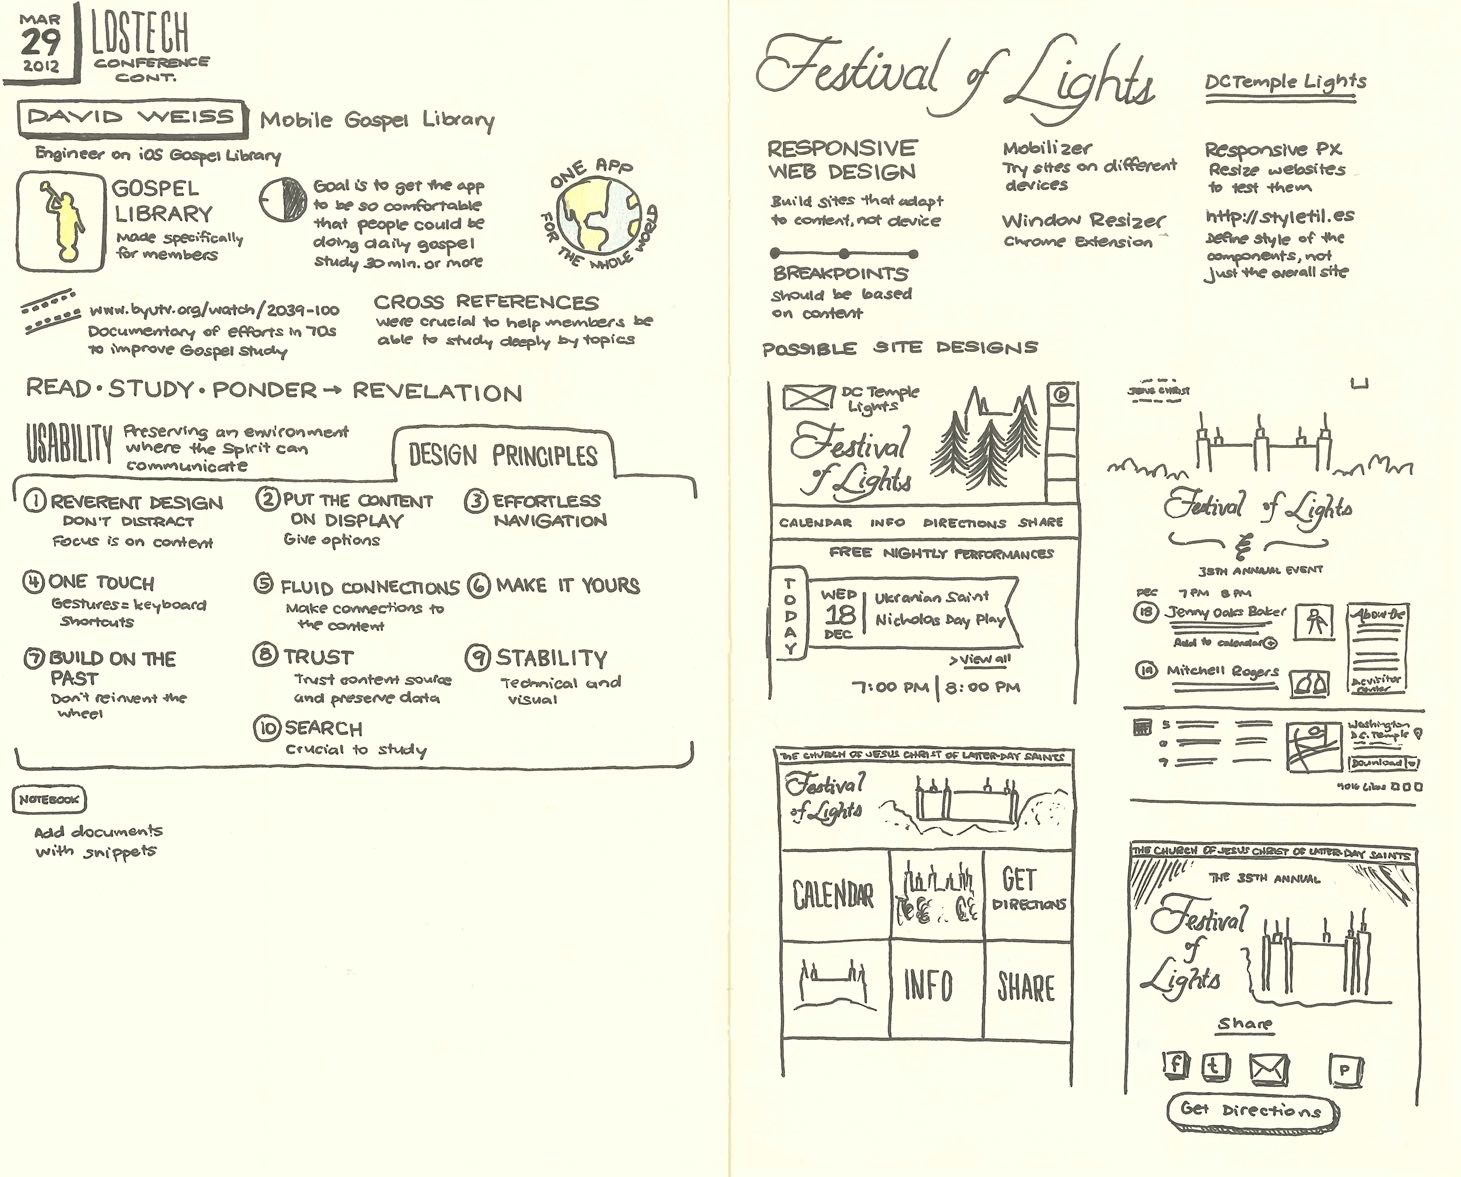 MAR
29
2012
LDSTECH
CONFERENCE
CONT.
DAVID WEISS
Mobile Gospel Library
Engineer on iOS Gospel Library
GOSPEL
LIBRARY
Made specifically
for members
Goal is to get the app
to be so comfortable
that people could be
doing daily gospel
study 30 min. or more
ONE APP
FOR THE WHOLE WORLD
www.byutv.org/watch/2039-100
Documentary of efforts in 70s
to improve Gospel Study
CROSS REFERENCES
were crucial to help members be
able to study deeply by topics
READ • STUDY • PONDER → REVELATION
USABILITY
Preserving an environment
where the Spirit can
communicate
DESIGN PRINCIPLES
1 REVERENT DESIGN
DON'T DISTRACT
Focus is on content
2 PUT THE CONTENT
ON DISPLAY
Give options
3 EFFORTLESS
NAVIGATION
4 ONE TOUCH
Gestures = keyboard
Shortcuts
5 FLUID CONNECTIONS
Make connections to
the content
6 MAKE IT YOURS
7 BUILD ON THE
PAST
Don't reinvent the
wheel
8 TRUST
Trust content source
and preserve data
9 STABILITY
Technical and
visual
10 SEARCH
Crucial to study
NOTEBOOK
Add documents
with snippets
Festival of Lights
DC Temple Lights
RESPONSIVE
WEB DESIGN
Build sites that adapt
to content, not device
BREAKPOINTS
should be based
on content
Mobilizer
Try sites on different
devices
Window Resizer
Chrome Extension
Responsive PX
Resize websites
to test them
http://styletil.es
Define style of the
components, not
just the overall site
POSSIBLE SITE DESIGNS
DC Temple
Lights
Festival
of Lights
CALENDAR INFO DIRECTIONS SHARE
FREE NIGHTLY PERFORMANCES
TODAY
WED
18
DEC
Ukranian Saint
Nicholas Day Play
> View all
7:00 PM | 8:00 PM
JESUS CHRIST
Festival of Lights
35TH ANNUAL EVENT
DEC 7 PM 8 PM
18 Jenny Oaks Baker
Add to calendar +
19 Mitchell Rogers
About the
DC Visitor
Center
Washington
D.C. Temple
Download
Likes
THE CHURCH OF JESUS CHRIST OF LATTER-DAY SAINTS
Festival
of Lights
CALENDAR
GET
DIRECTIONS
INFO
SHARE
THE CHURCH OF JESUS CHRIST OF LATTER-DAY SAINTS
THE 35TH ANNUAL
Festival
of
Lights
Share
f
t
P
Get Directions